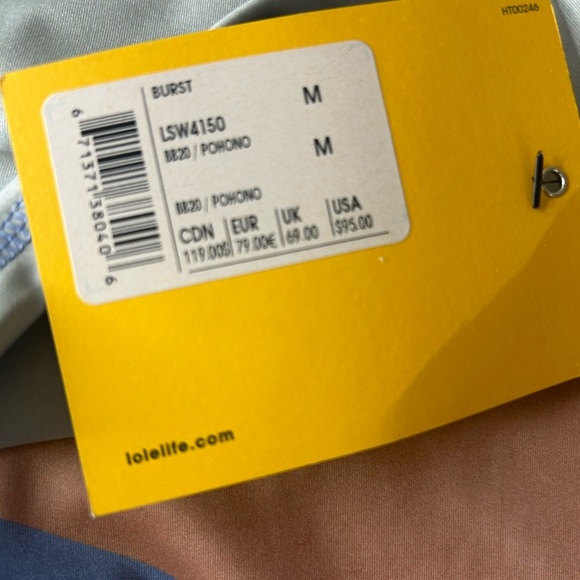 HT00246
BURST M
LSW4150
BB20 / POHONO M
BB20 / POHONO
CDN EUR UK USA
119.00$ 79.00€ 69.00 $95.00
6 71371 38040 6
lolelife.com